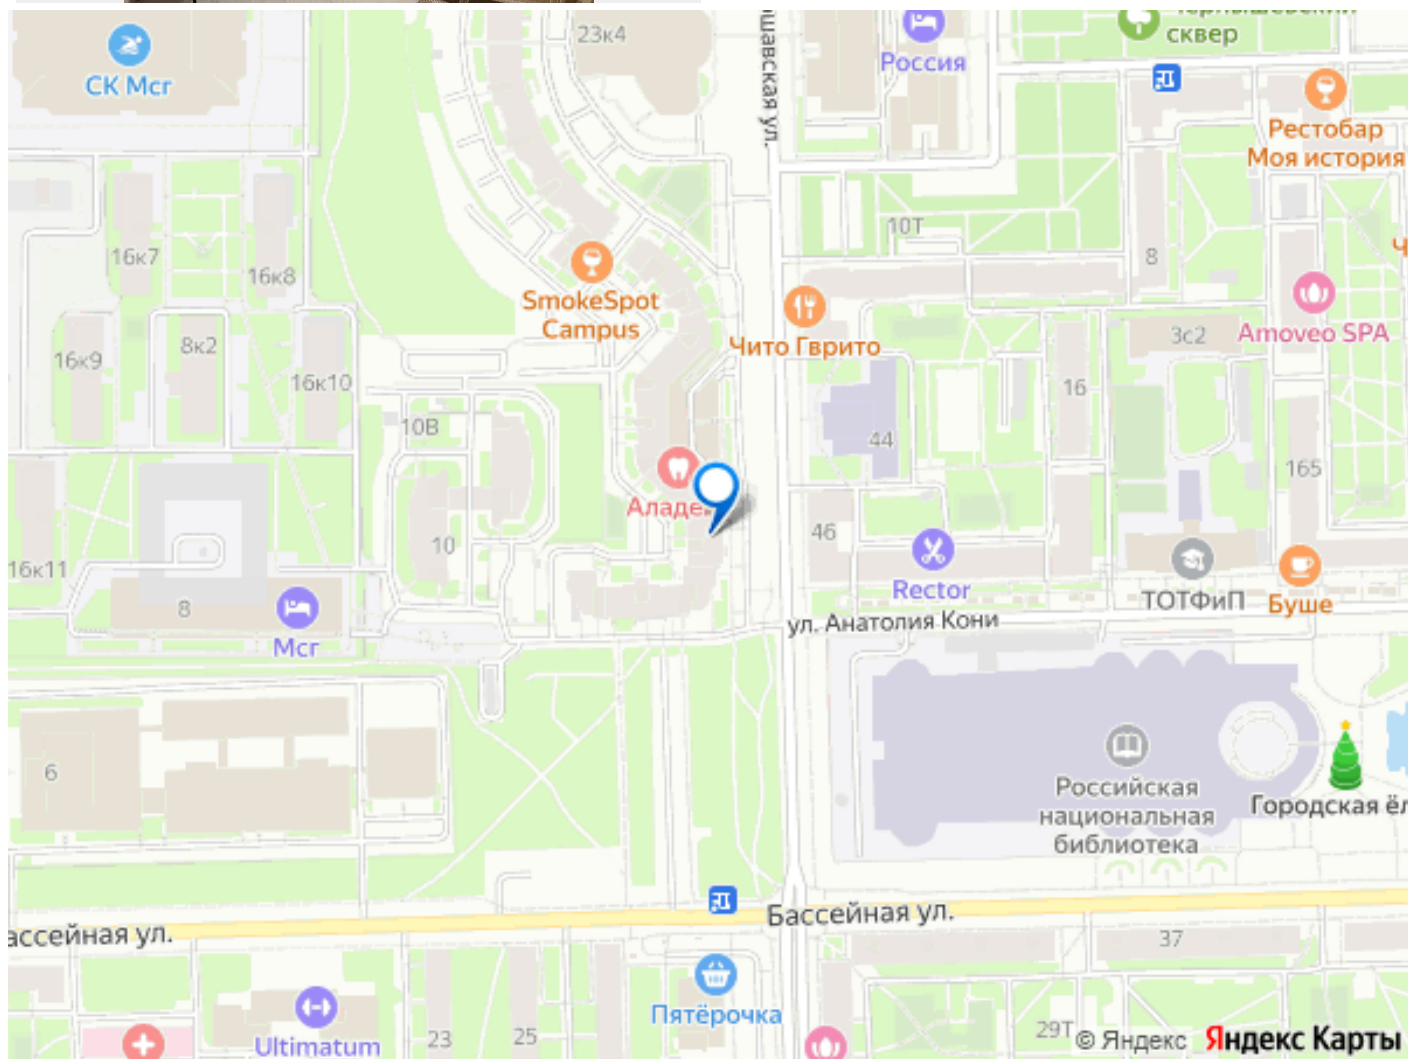 23к4
шавская ул.
Россия
сквер
СК Мсг
Рестобар
Моя история
10Т
8
16к7
16к8
SmokeSpot
Campus
Чито Гврито
3с2
Amoveo SPA
16к9
8к2
16к10
16
10В
44
165
Аладе
46
10
16к11
Rector
ТОТФиП
Буше
8
Мсг
ул. Анатолия Кони
6
Российская
национальная
библиотека
Городская ёл
Бассейная ул.
ассейная ул.
37
Пятёрочка
29Т
23
25
Ultimatum
© Яндекс Яндекс Карты